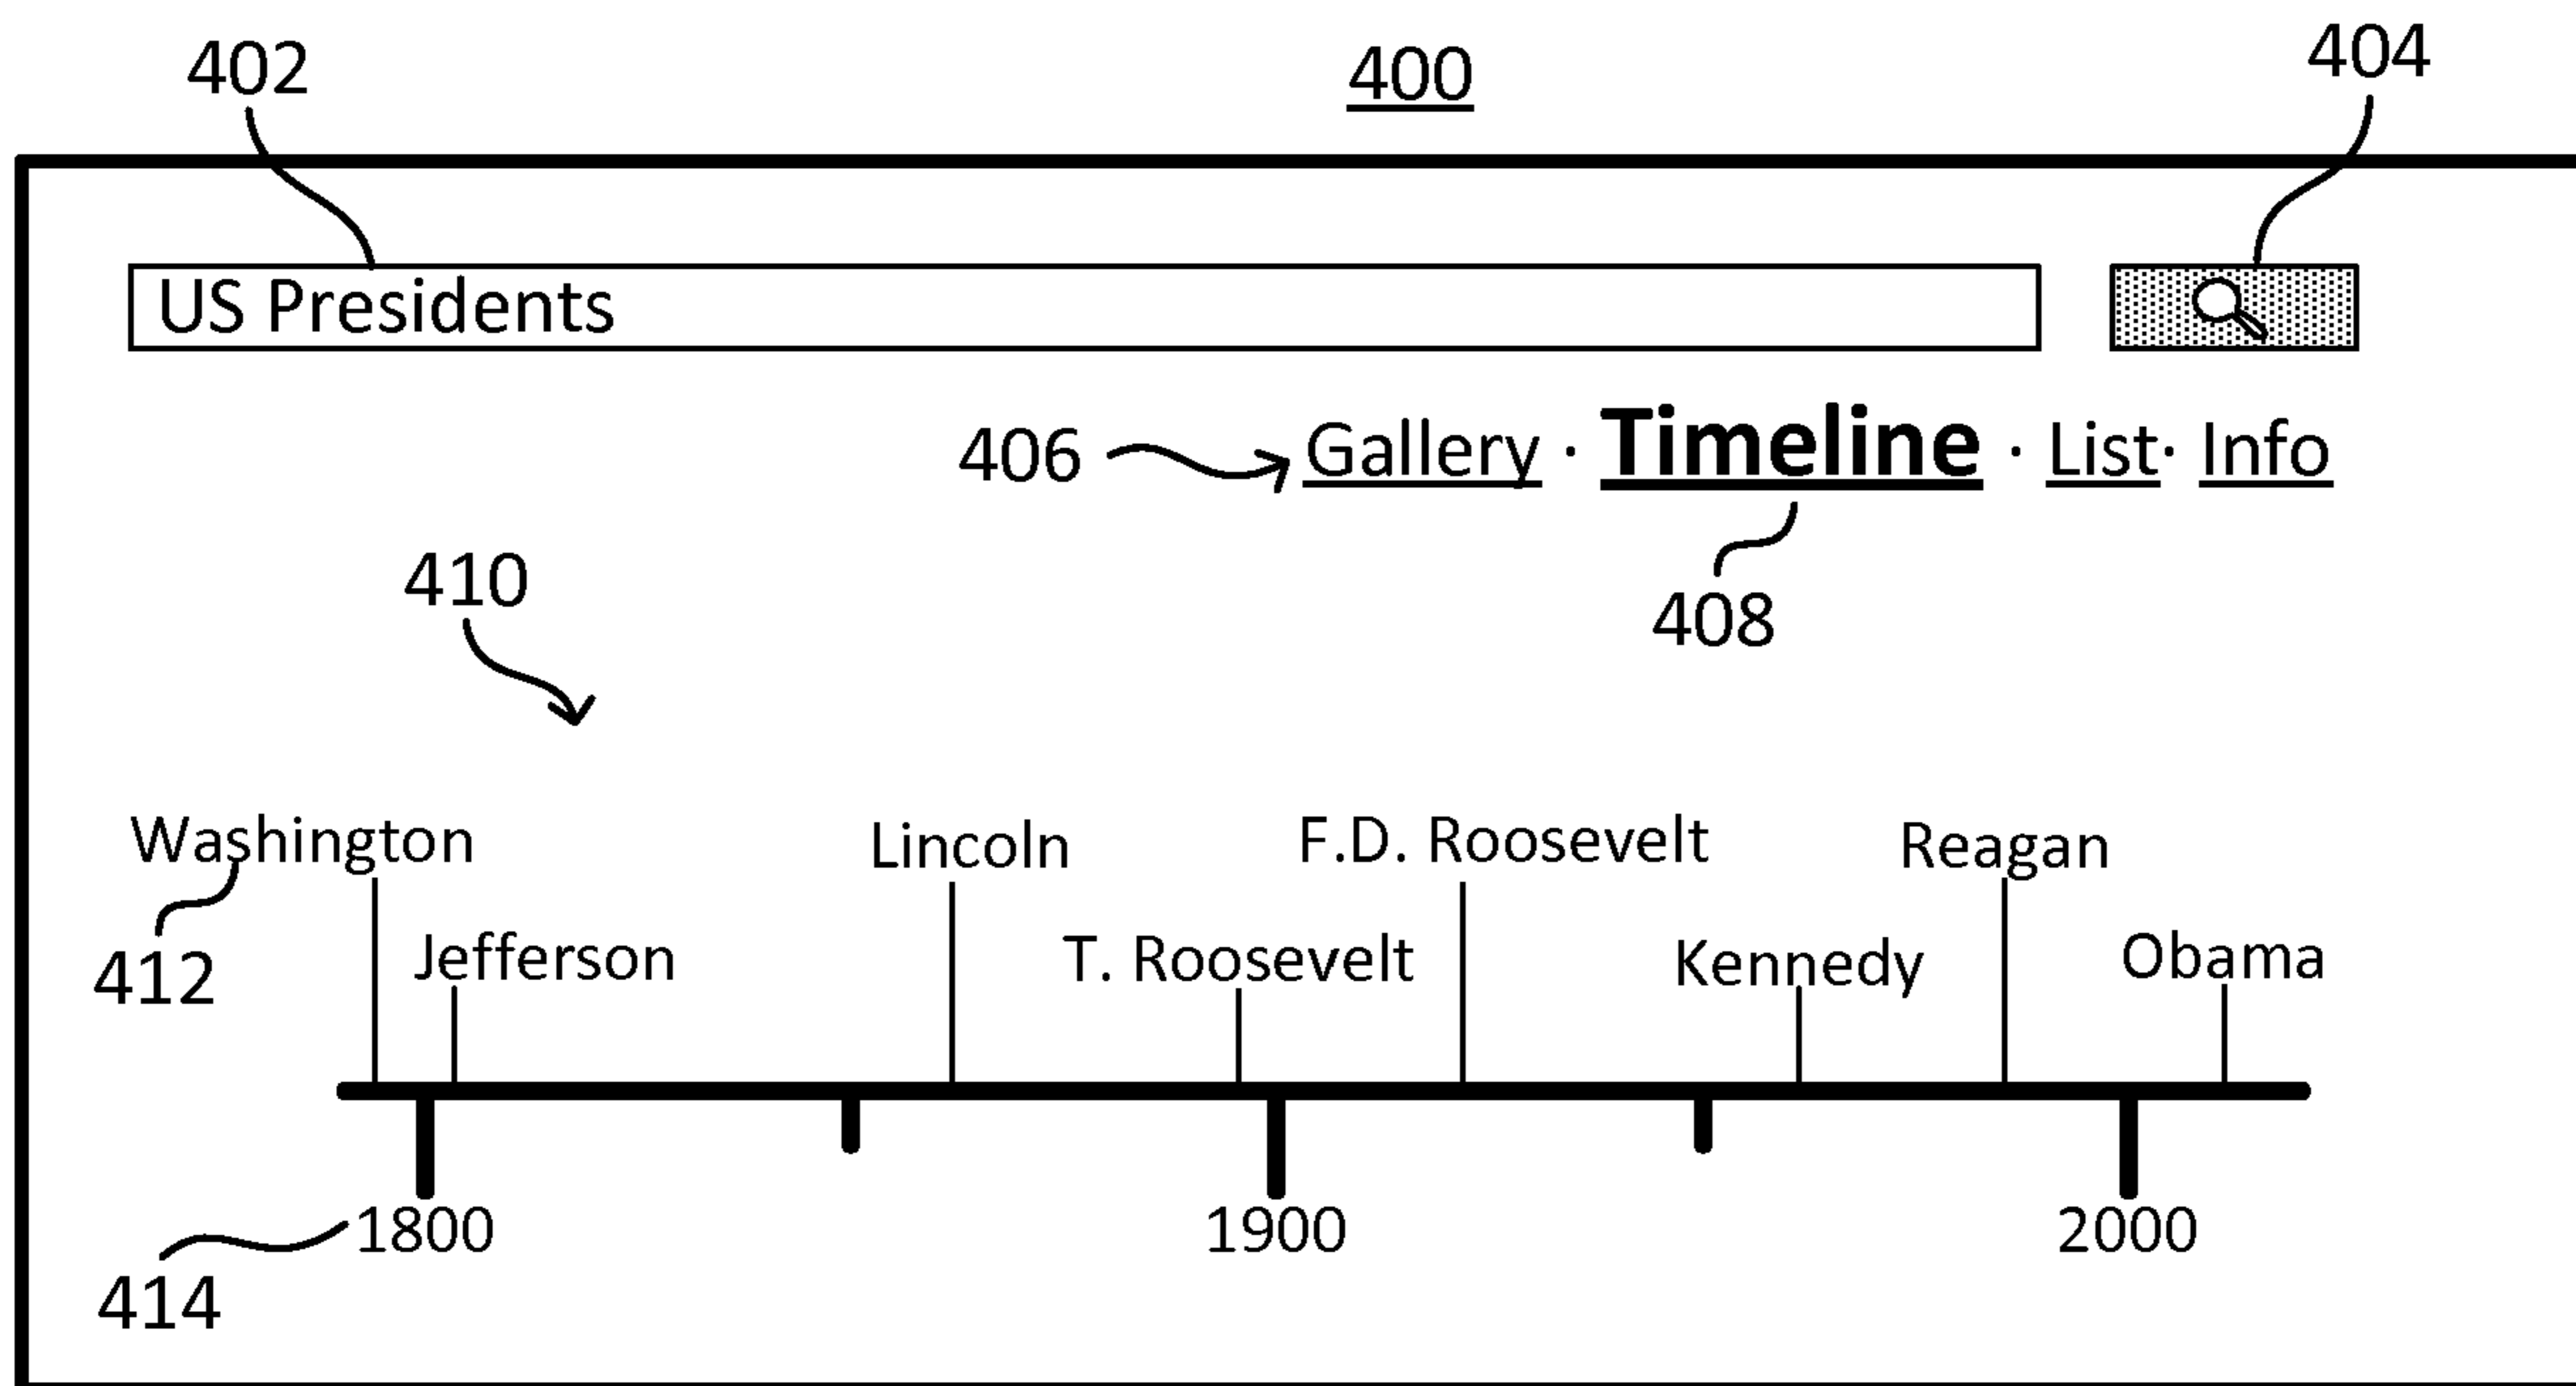 402 400 404
US Presidents
406 Gallery · Timeline · List· Info
410 408
Washington Lincoln F.D. Roosevelt Reagan
412 Jefferson T. Roosevelt Kennedy Obama
1800 1900 2000
414